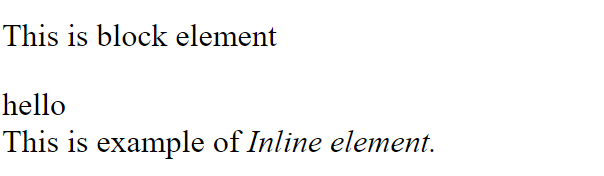 This is block element
hello
This is example of Inline element.